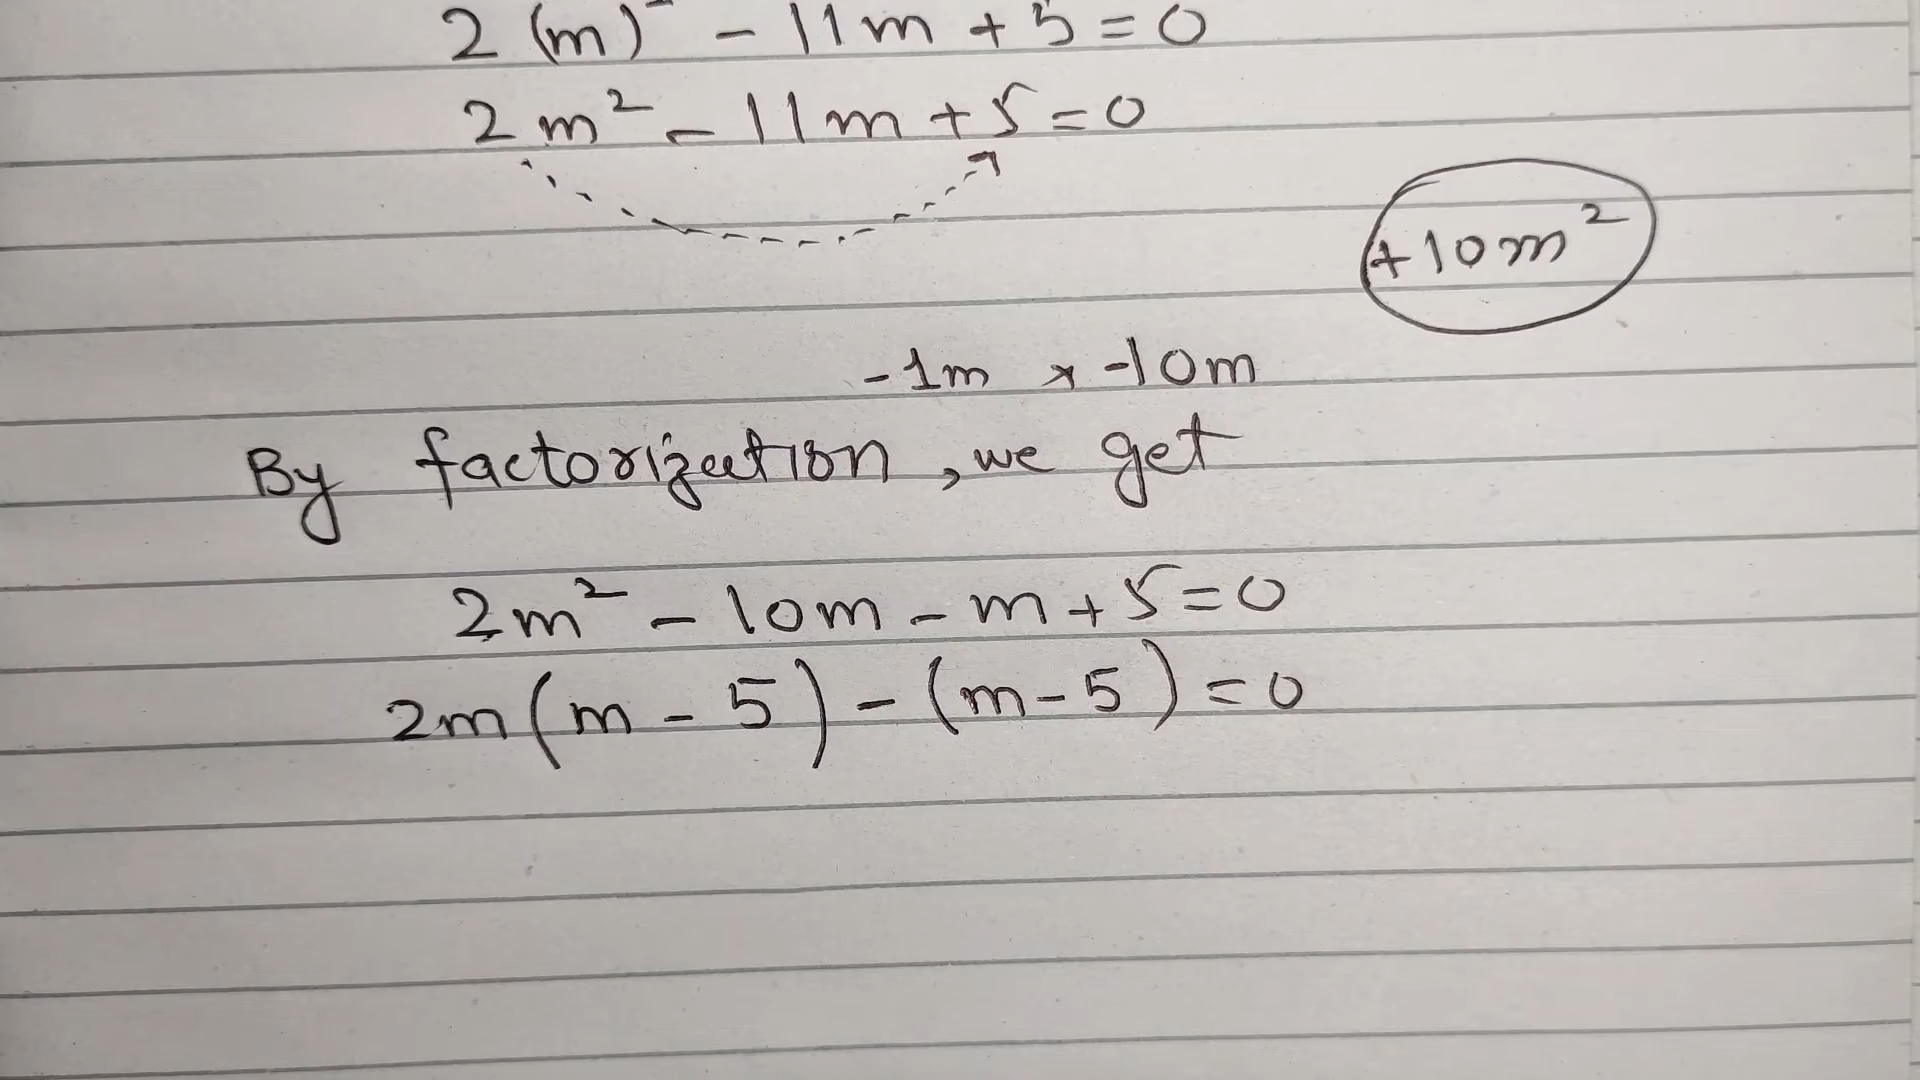 2 (m)² - 11m + 5 = 0
2m² - 11m + 5 = 0
+10m²
-1m × -10m
By factorization, we get
2m² - 10m - m + 5 = 0
2m(m - 5) - (m - 5) = 0